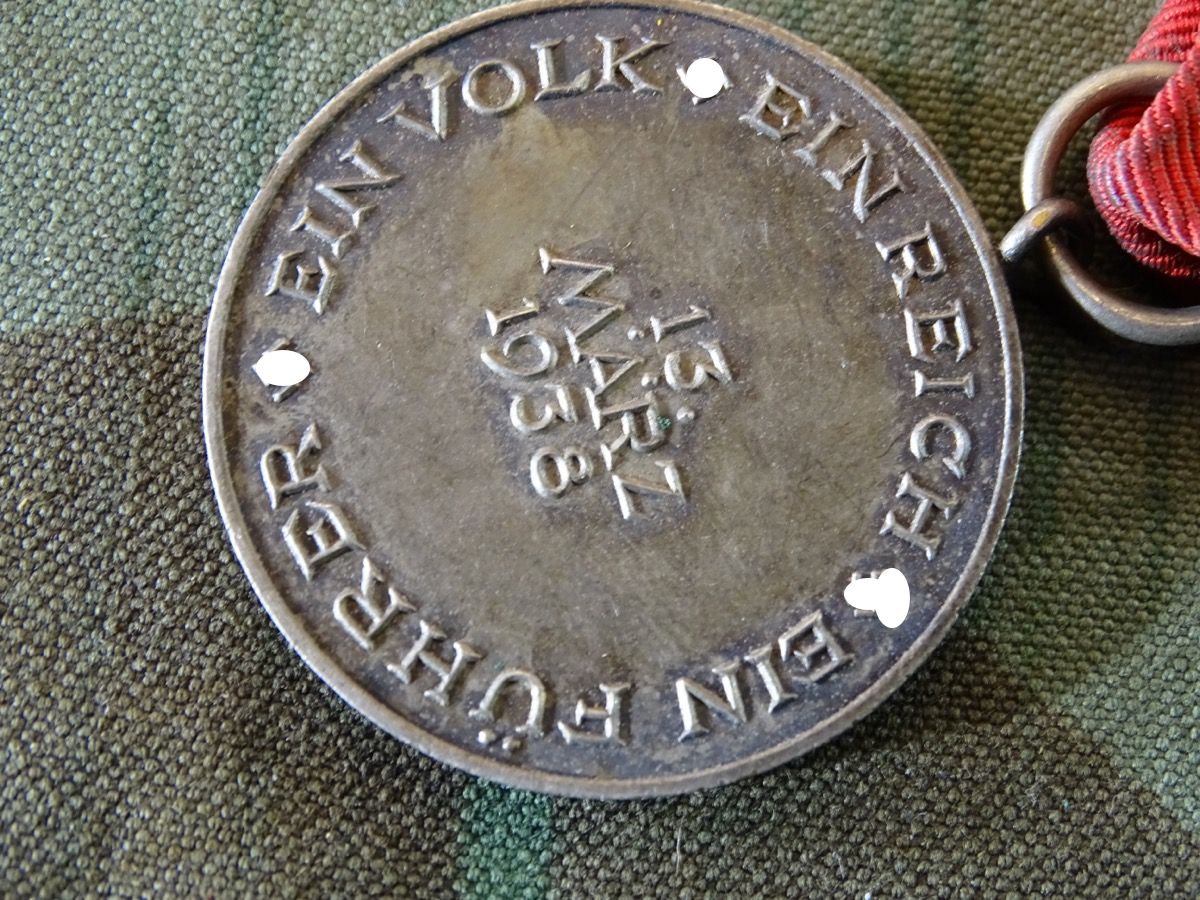 EIN VOLK EIN REICH EIN FÜHRER
13.
MÄRZ
1938